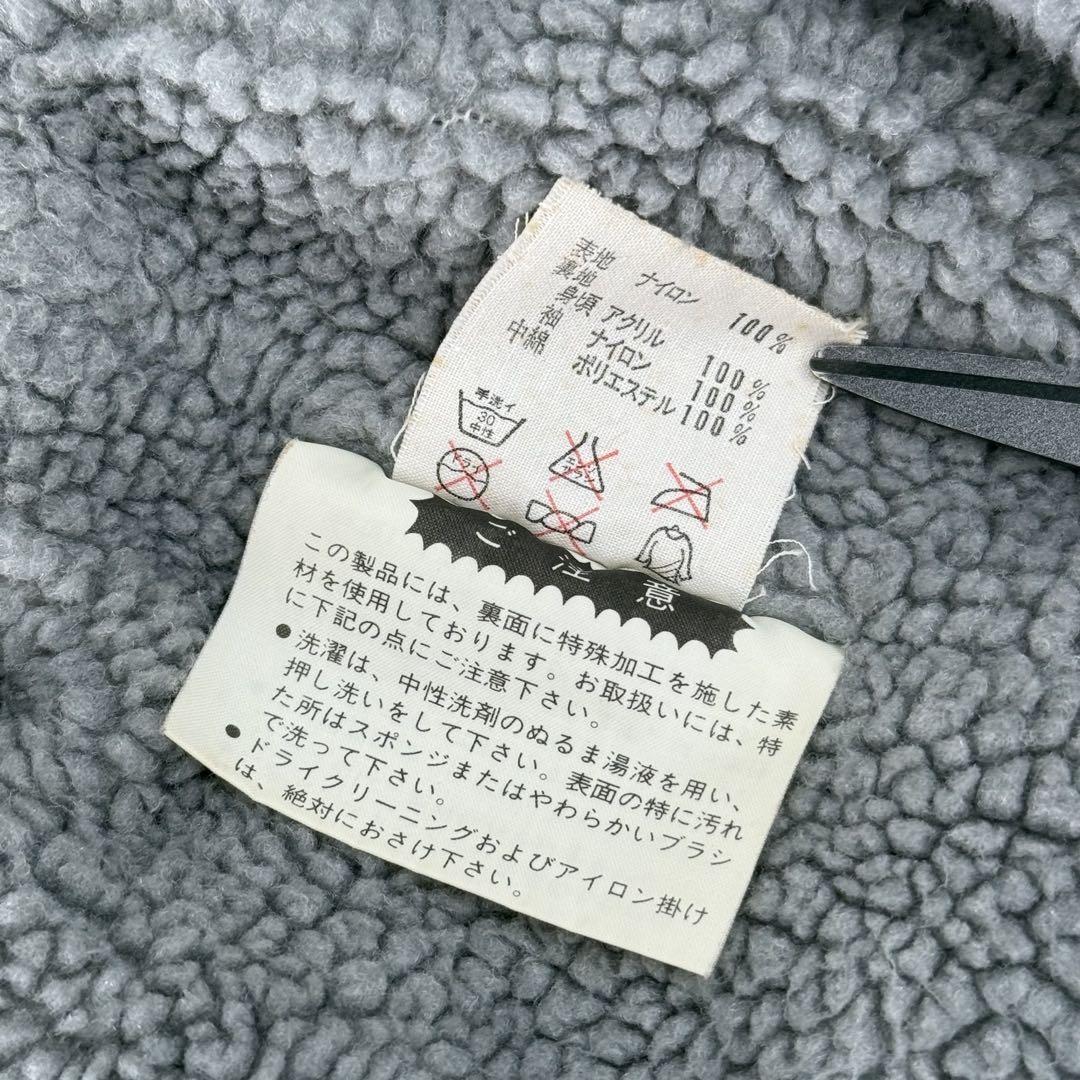 表地 ナイロン 100%
裏地
身頃 アクリル 100%
袖 ナイロン 100%
中綿 ポリエステル 100%
手洗イ
30
中性
ドライ
エンソ
サラシ
ご注意
この製品には、裏面に特殊加工を施した素
材を使用しております。お取扱いには、特
に下記の点にご注意下さい。
●洗濯は、中性洗剤のぬるま湯液を用い、
押し洗いをして下さい。表面の特に汚れ
た所はスポンジまたはやわらかいブラシ
で洗って下さい。
●ドライクリーニングおよびアイロン掛け
は、絶対におさけ下さい。